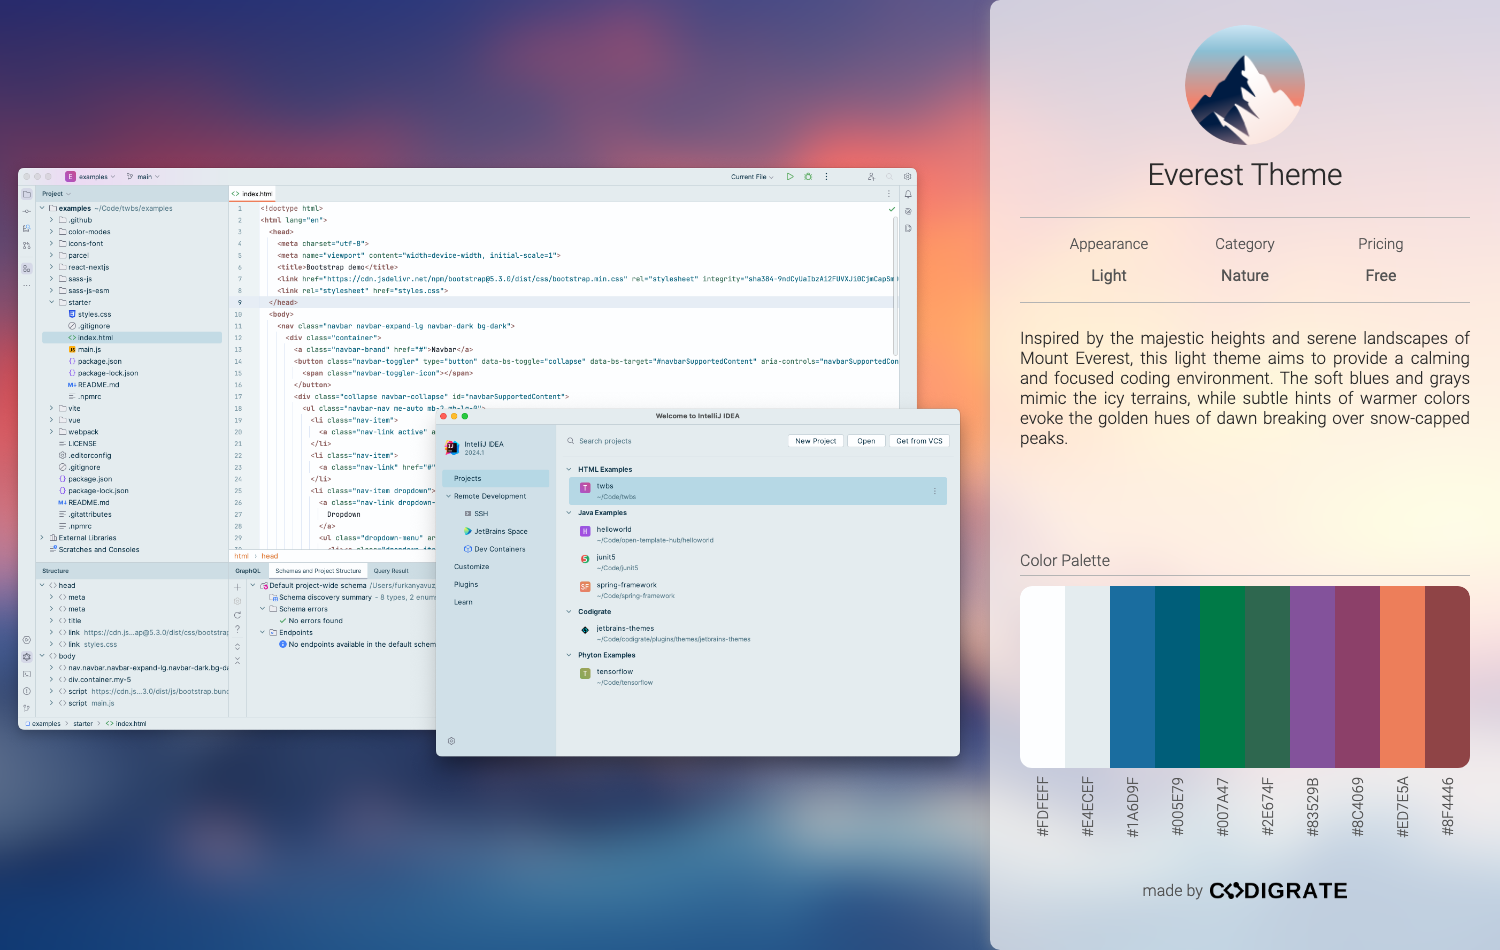 E examples
main
Current File
Project
examples ~/Code/twbs/examples
.github
color-modes
icons-font
parcel
react-nextjs
sass-js
sass-js-esm
starter
styles.css
.gitignore
index.html
main.js
package.json
package-lock.json
README.md
.npmrc
vite
vue
webpack
LICENSE
.editorconfig
.gitignore
package.json
package-lock.json
README.md
.gitattributes
.npmrc
External Libraries
Scratches and Consoles
index.html
1 <!doctype html>
2 <html lang="en">
3 <head>
4 <meta charset="utf-8">
5 <meta name="viewport" content="width=device-width, initial-scale=1">
6 <title>Bootstrap demo</title>
7 <link href="https://cdn.jsdelivr.net/npm/bootstrap@5.3.0/dist/css/bootstrap.min.css" rel="stylesheet" integrity="sha384-9ndCyUaIbzAi2FUVXJi0CjmCapSm
8 <link rel="stylesheet" href="styles.css">
9 </head>
10 <body>
11 <nav class="navbar navbar-expand-lg navbar-dark bg-dark">
12 <div class="container">
13 <a class="navbar-brand" href="#">Navbar</a>
14 <button class="navbar-toggler" type="button" data-bs-toggle="collapse" data-bs-target="#navbarSupportedContent" aria-controls="navbarSupportedCon
15 <span class="navbar-toggler-icon"></span>
16 </button>
17 <div class="collapse navbar-collapse" id="navbarSupportedContent">
18 <ul class="navbar-nav me-auto mb-2 mb-lg-0">
19 <li class="nav-item">
20 <a class="nav-link active" a
21 </li>
22 <li class="nav-item">
23 <a class="nav-link" href="#"
24 </li>
25 <li class="nav-item dropdown">
26 <a class="nav-link dropdown-
27 Dropdown
28 </a>
29 <ul class="dropdown-menu" ar
html head
Structure
head
meta
meta
title
link https://cdn.js...ap@5.3.0/dist/css/bootstrap
link styles.css
body
nav.navbar.navbar-expand-lg.navbar-dark.bg-da
div.container.my-5
script https://cdn.j...3.0/dist/js/bootstrap.bund
script main.js
GraphQL Schemas and Project Structure Query Result
Default project-wide schema /Users/furkanyavuz
Schema discovery summary - 8 types, 2 enums
Schema errors
No errors found
Endpoints
No endpoints available in the default schem
examples > starter > index.html
Welcome to IntelliJ IDEA
IntelliJ IDEA
2024.1
Projects
Remote Development
SSH
JetBrains Space
Dev Containers
Customize
Plugins
Learn
Search projects
New Project
Open
Get from VCS
HTML Examples
T twbs
~/Code/twbs
Java Examples
H helloworld
~/Code/open-template-hub/helloworld
junit5
~/Code/junit5
SF spring-framework
~/Code/spring-framework
Codigrate
jetbrains-themes
~/Code/codigrate/plugins/themes/jetbrains-themes
Phyton Examples
T tensorflow
~/Code/tensorflow
Everest Theme
Appearance Category Pricing
Light Nature Free
Inspired by the majestic heights and serene landscapes of
Mount Everest, this light theme aims to provide a calming
and focused coding environment. The soft blues and grays
mimic the icy terrains, while subtle hints of warmer colors
evoke the golden hues of dawn breaking over snow-capped
peaks.
Color Palette
#FDFEFF
#E4ECEF
#1A6D9F
#005E79
#007A47
#2E674F
#83529B
#8C4069
#ED7E5A
#8F4446
made by CODIGRATE